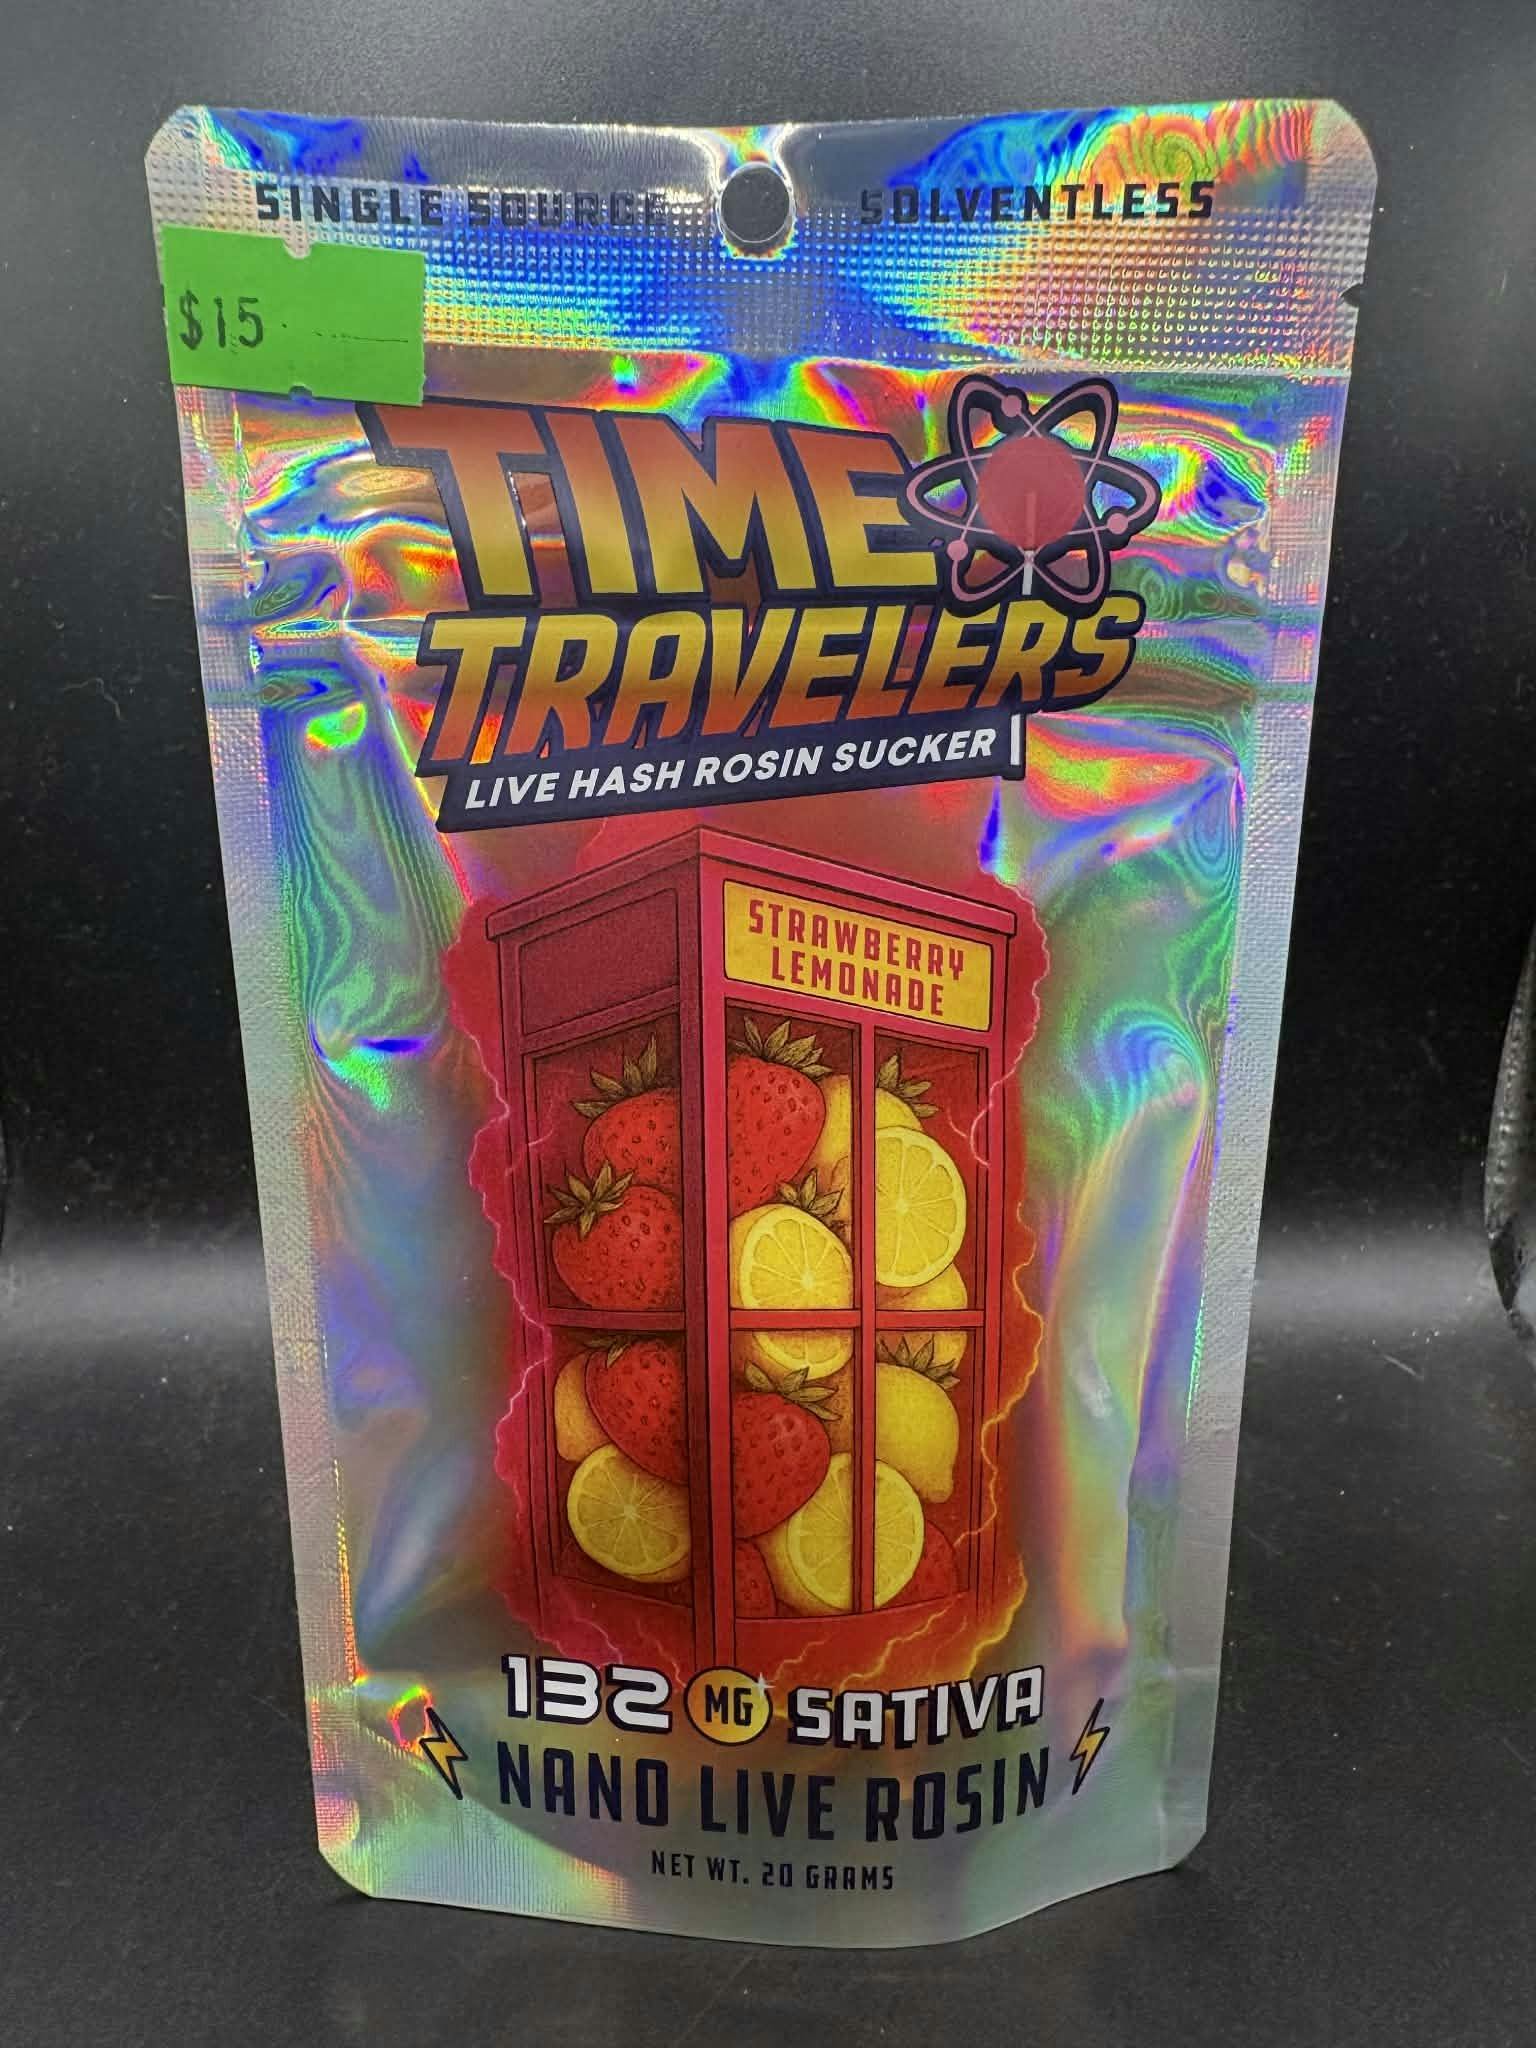 SINGLE SOURCE SOLVENTLESS
$15
TIME
TRAVELERS
LIVE HASH ROSIN SUCKER
STRAWBERRY
LEMONADE
132 MG SATIVA
NANO LIVE ROSIN
NET WT. 20 GRAMS